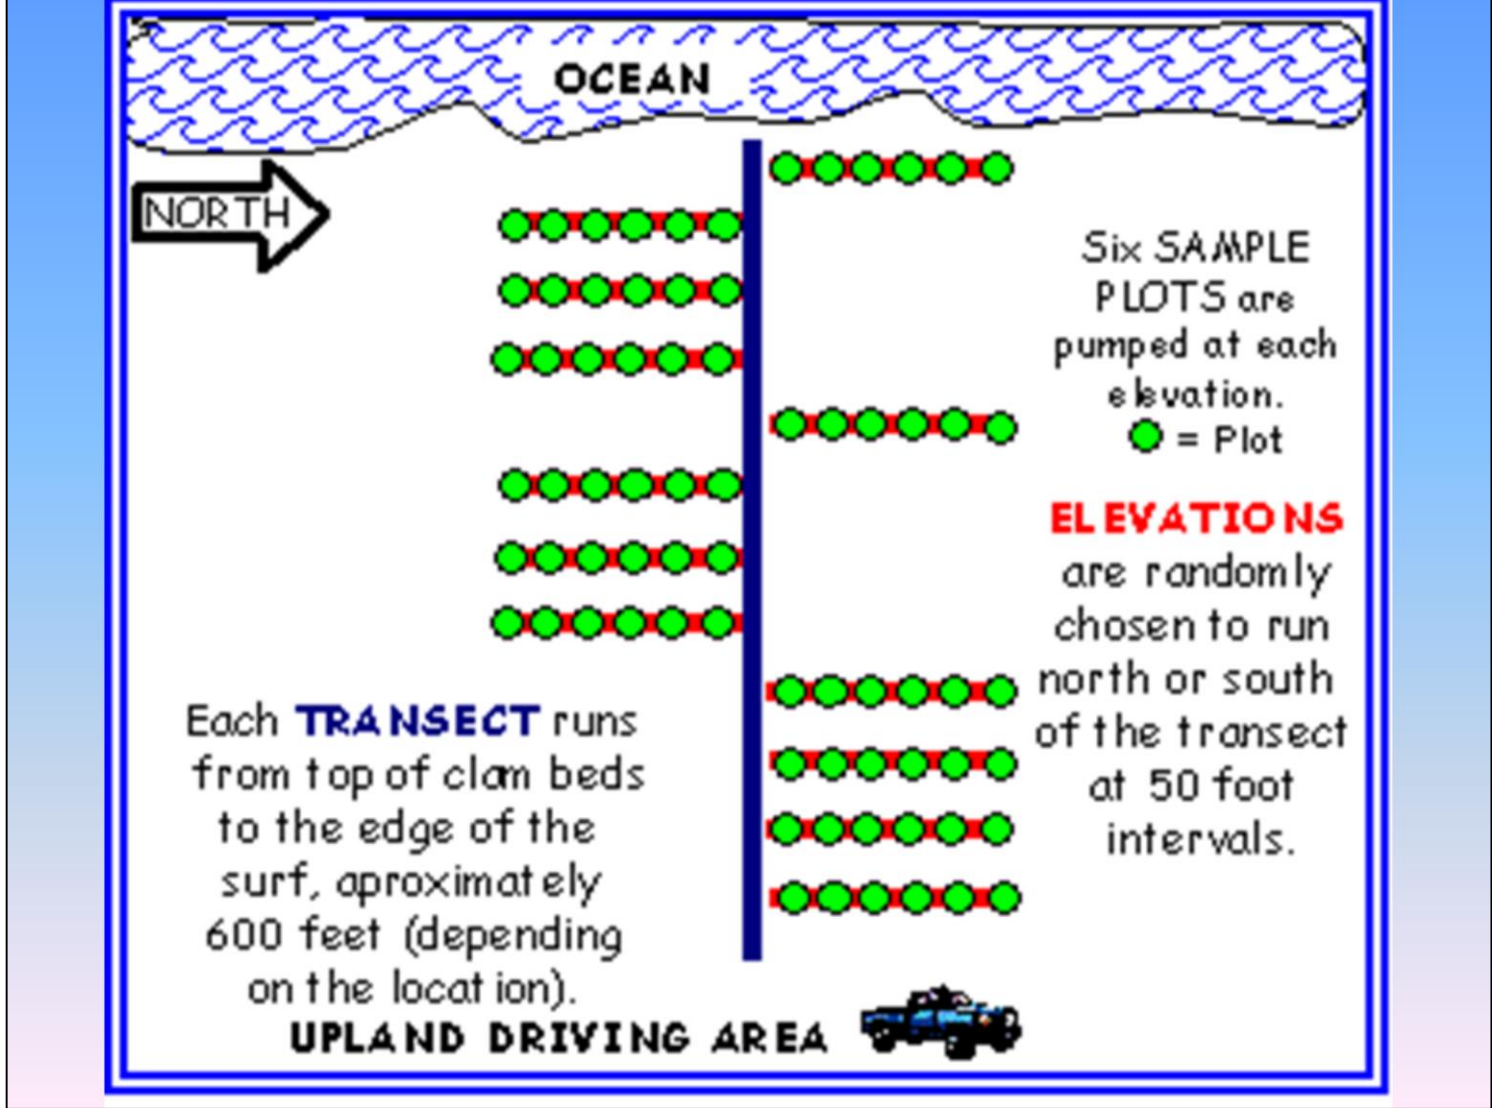 OCEAN
NORTH
Six SAMPLE
PLOTS are
pumped at each
elevation.
= Plot
ELEVATIONS
are randomly
chosen to run
north or south
of the transect
at 50 foot
intervals.
Each TRANSECT runs
from top of clam beds
to the edge of the
surf, aproximately
600 feet (depending
on the location).
UPLAND DRIVING AREA